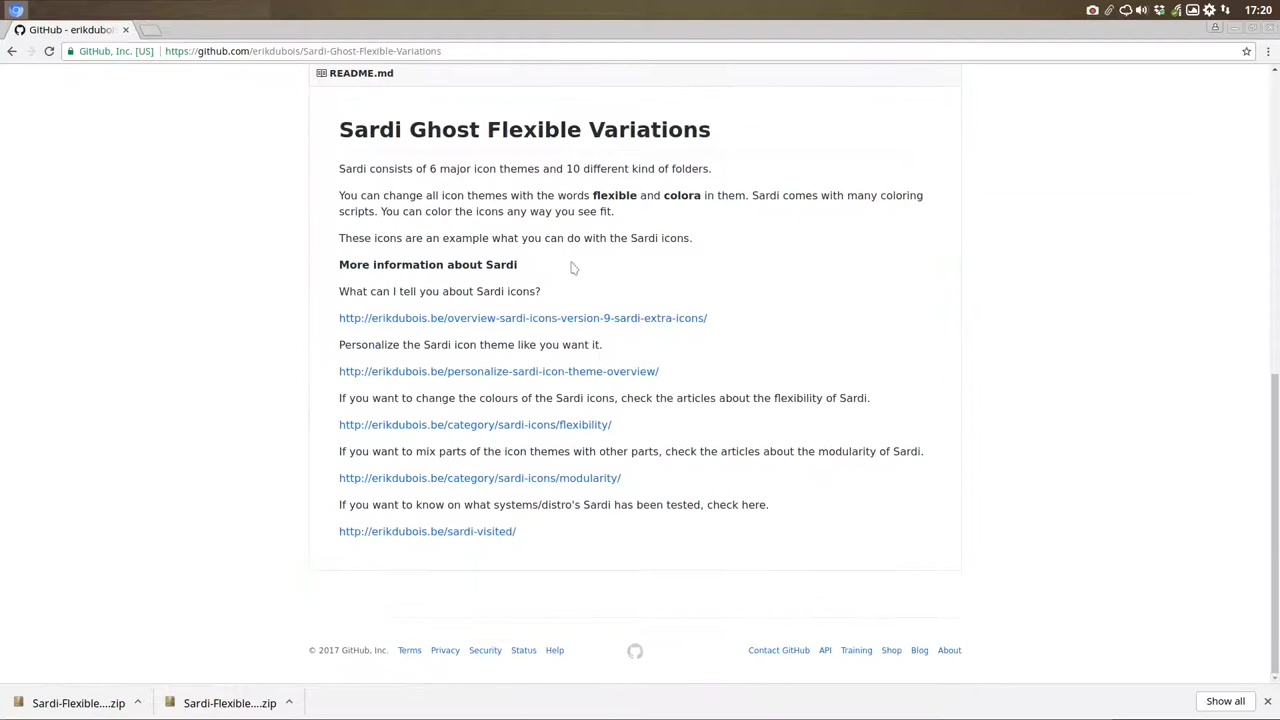 17:20
GitHub - erikdubois
GitHub, Inc. [US]
https://github.com/erikdubois/Sardi-Ghost-Flexible-Variations
README.md
Sardi Ghost Flexible Variations
Sardi consists of 6 major icon themes and 10 different kind of folders.
You can change all icon themes with the words flexible and colora in them. Sardi comes with many coloring
scripts. You can color the icons any way you see fit.
These icons are an example what you can do with the Sardi icons.
More information about Sardi
What can I tell you about Sardi icons?
http://erikdubois.be/overview-sardi-icons-version-9-sardi-extra-icons/
Personalize the Sardi icon theme like you want it.
http://erikdubois.be/personalize-sardi-icon-theme-overview/
If you want to change the colours of the Sardi icons, check the articles about the flexibility of Sardi.
http://erikdubois.be/category/sardi-icons/flexibility/
If you want to mix parts of the icon themes with other parts, check the articles about the modularity of Sardi.
http://erikdubois.be/category/sardi-icons/modularity/
If you want to know on what systems/distro's Sardi has been tested, check here.
http://erikdubois.be/sardi-visited/
© 2017 GitHub, Inc. Terms Privacy Security Status Help Contact GitHub API Training Shop Blog About
Sardi-Flexible....zip Sardi-Flexible....zip Show all